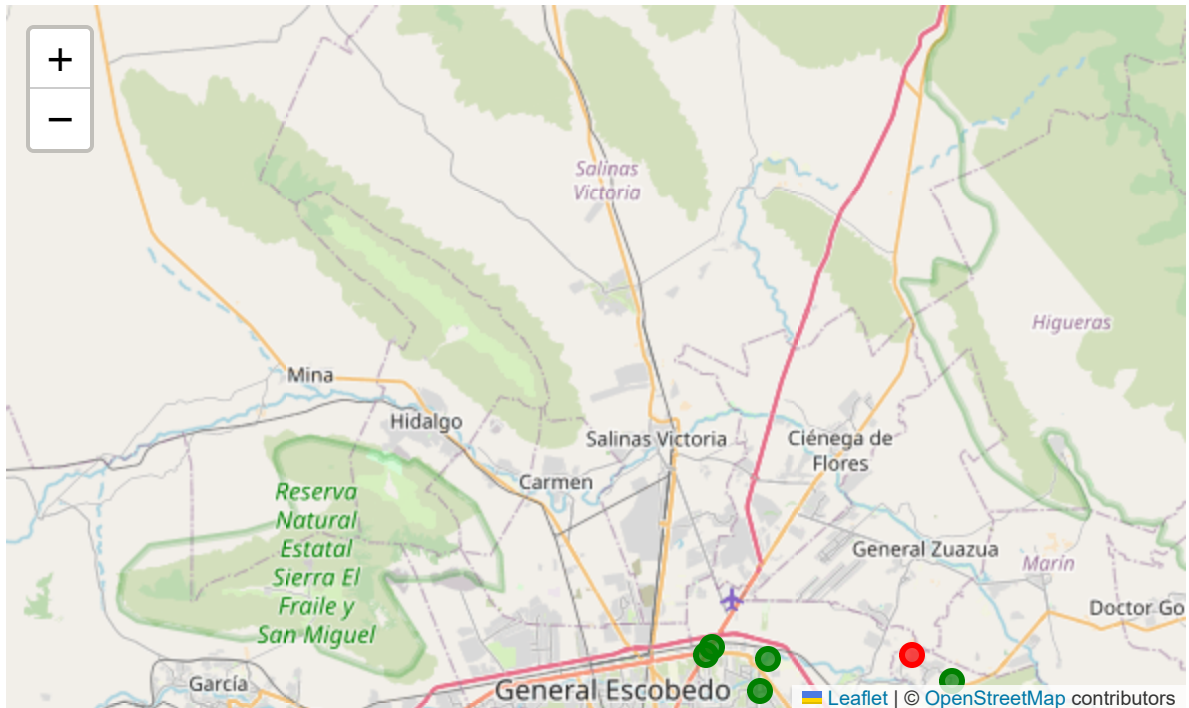 +
−
Salinas
Victoria
Higueras
Mina
Hidalgo
Salinas Victoria
Ciénega de
Flores
Carmen
Reserva
Natural
Estatal
Sierra El
Fraile y
San Miguel
General Zuazua
Marín
Doctor Go
García
General Escobedo
Leaflet | © OpenStreetMap contributors